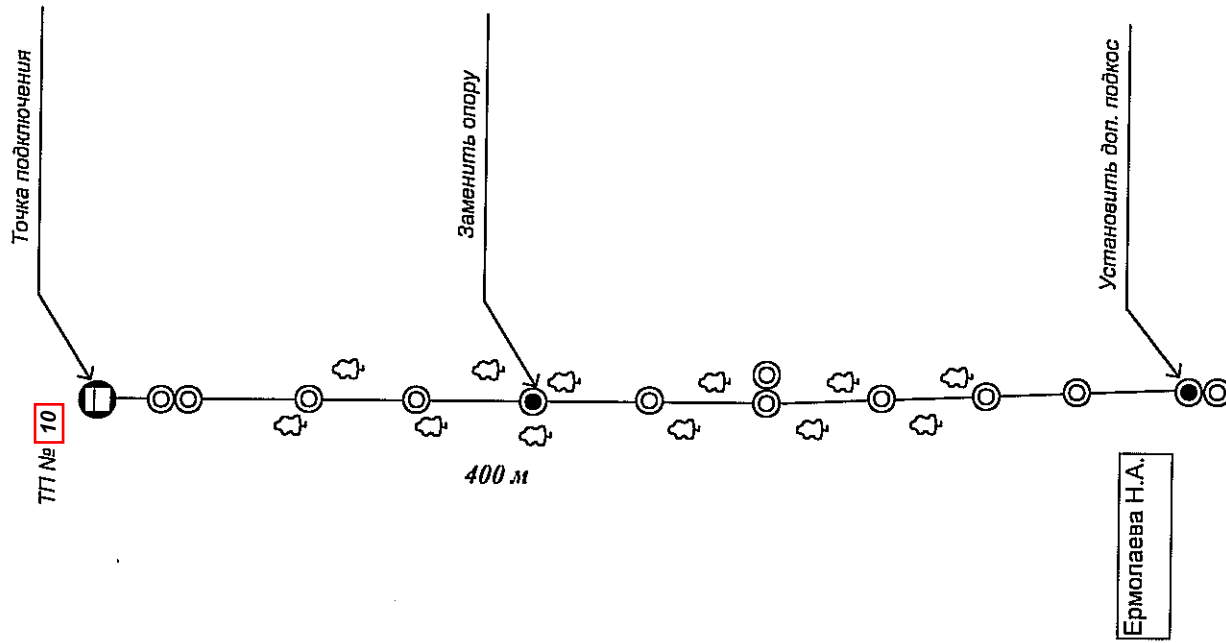 Точка подключения
ТП № 10
Заменить опору
400 м
Установить доп. подкос
Ермолаева Н.А.